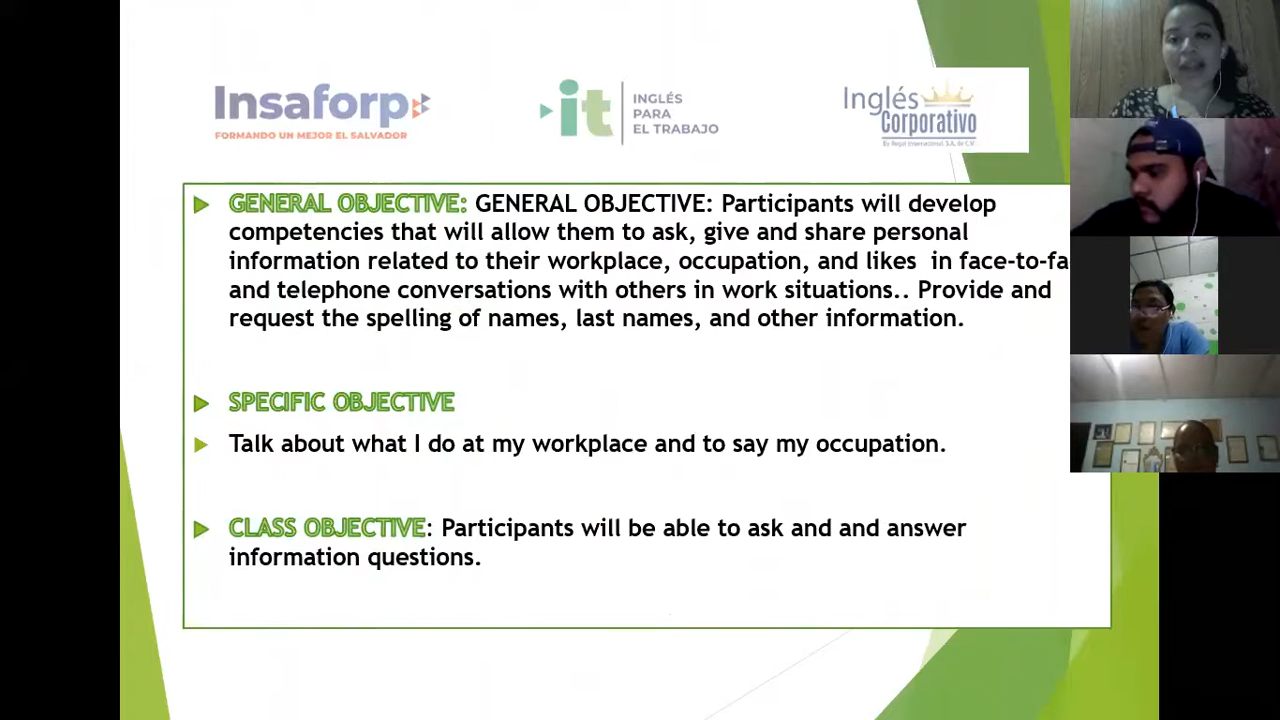 Insaforp
FORMANDO UN MEJOR EL SALVADOR
it
INGLÉS
PARA
EL TRABAJO
Inglés
Corporativo
By Regal International, S.A. de C.V.
GENERAL OBJECTIVE: GENERAL OBJECTIVE: Participants will develop
competencies that will allow them to ask, give and share personal
information related to their workplace, occupation, and likes in face-to-fa
and telephone conversations with others in work situations.. Provide and
request the spelling of names, last names, and other information.
SPECIFIC OBJECTIVE
Talk about what I do at my workplace and to say my occupation.
CLASS OBJECTIVE: Participants will be able to ask and and answer
information questions.